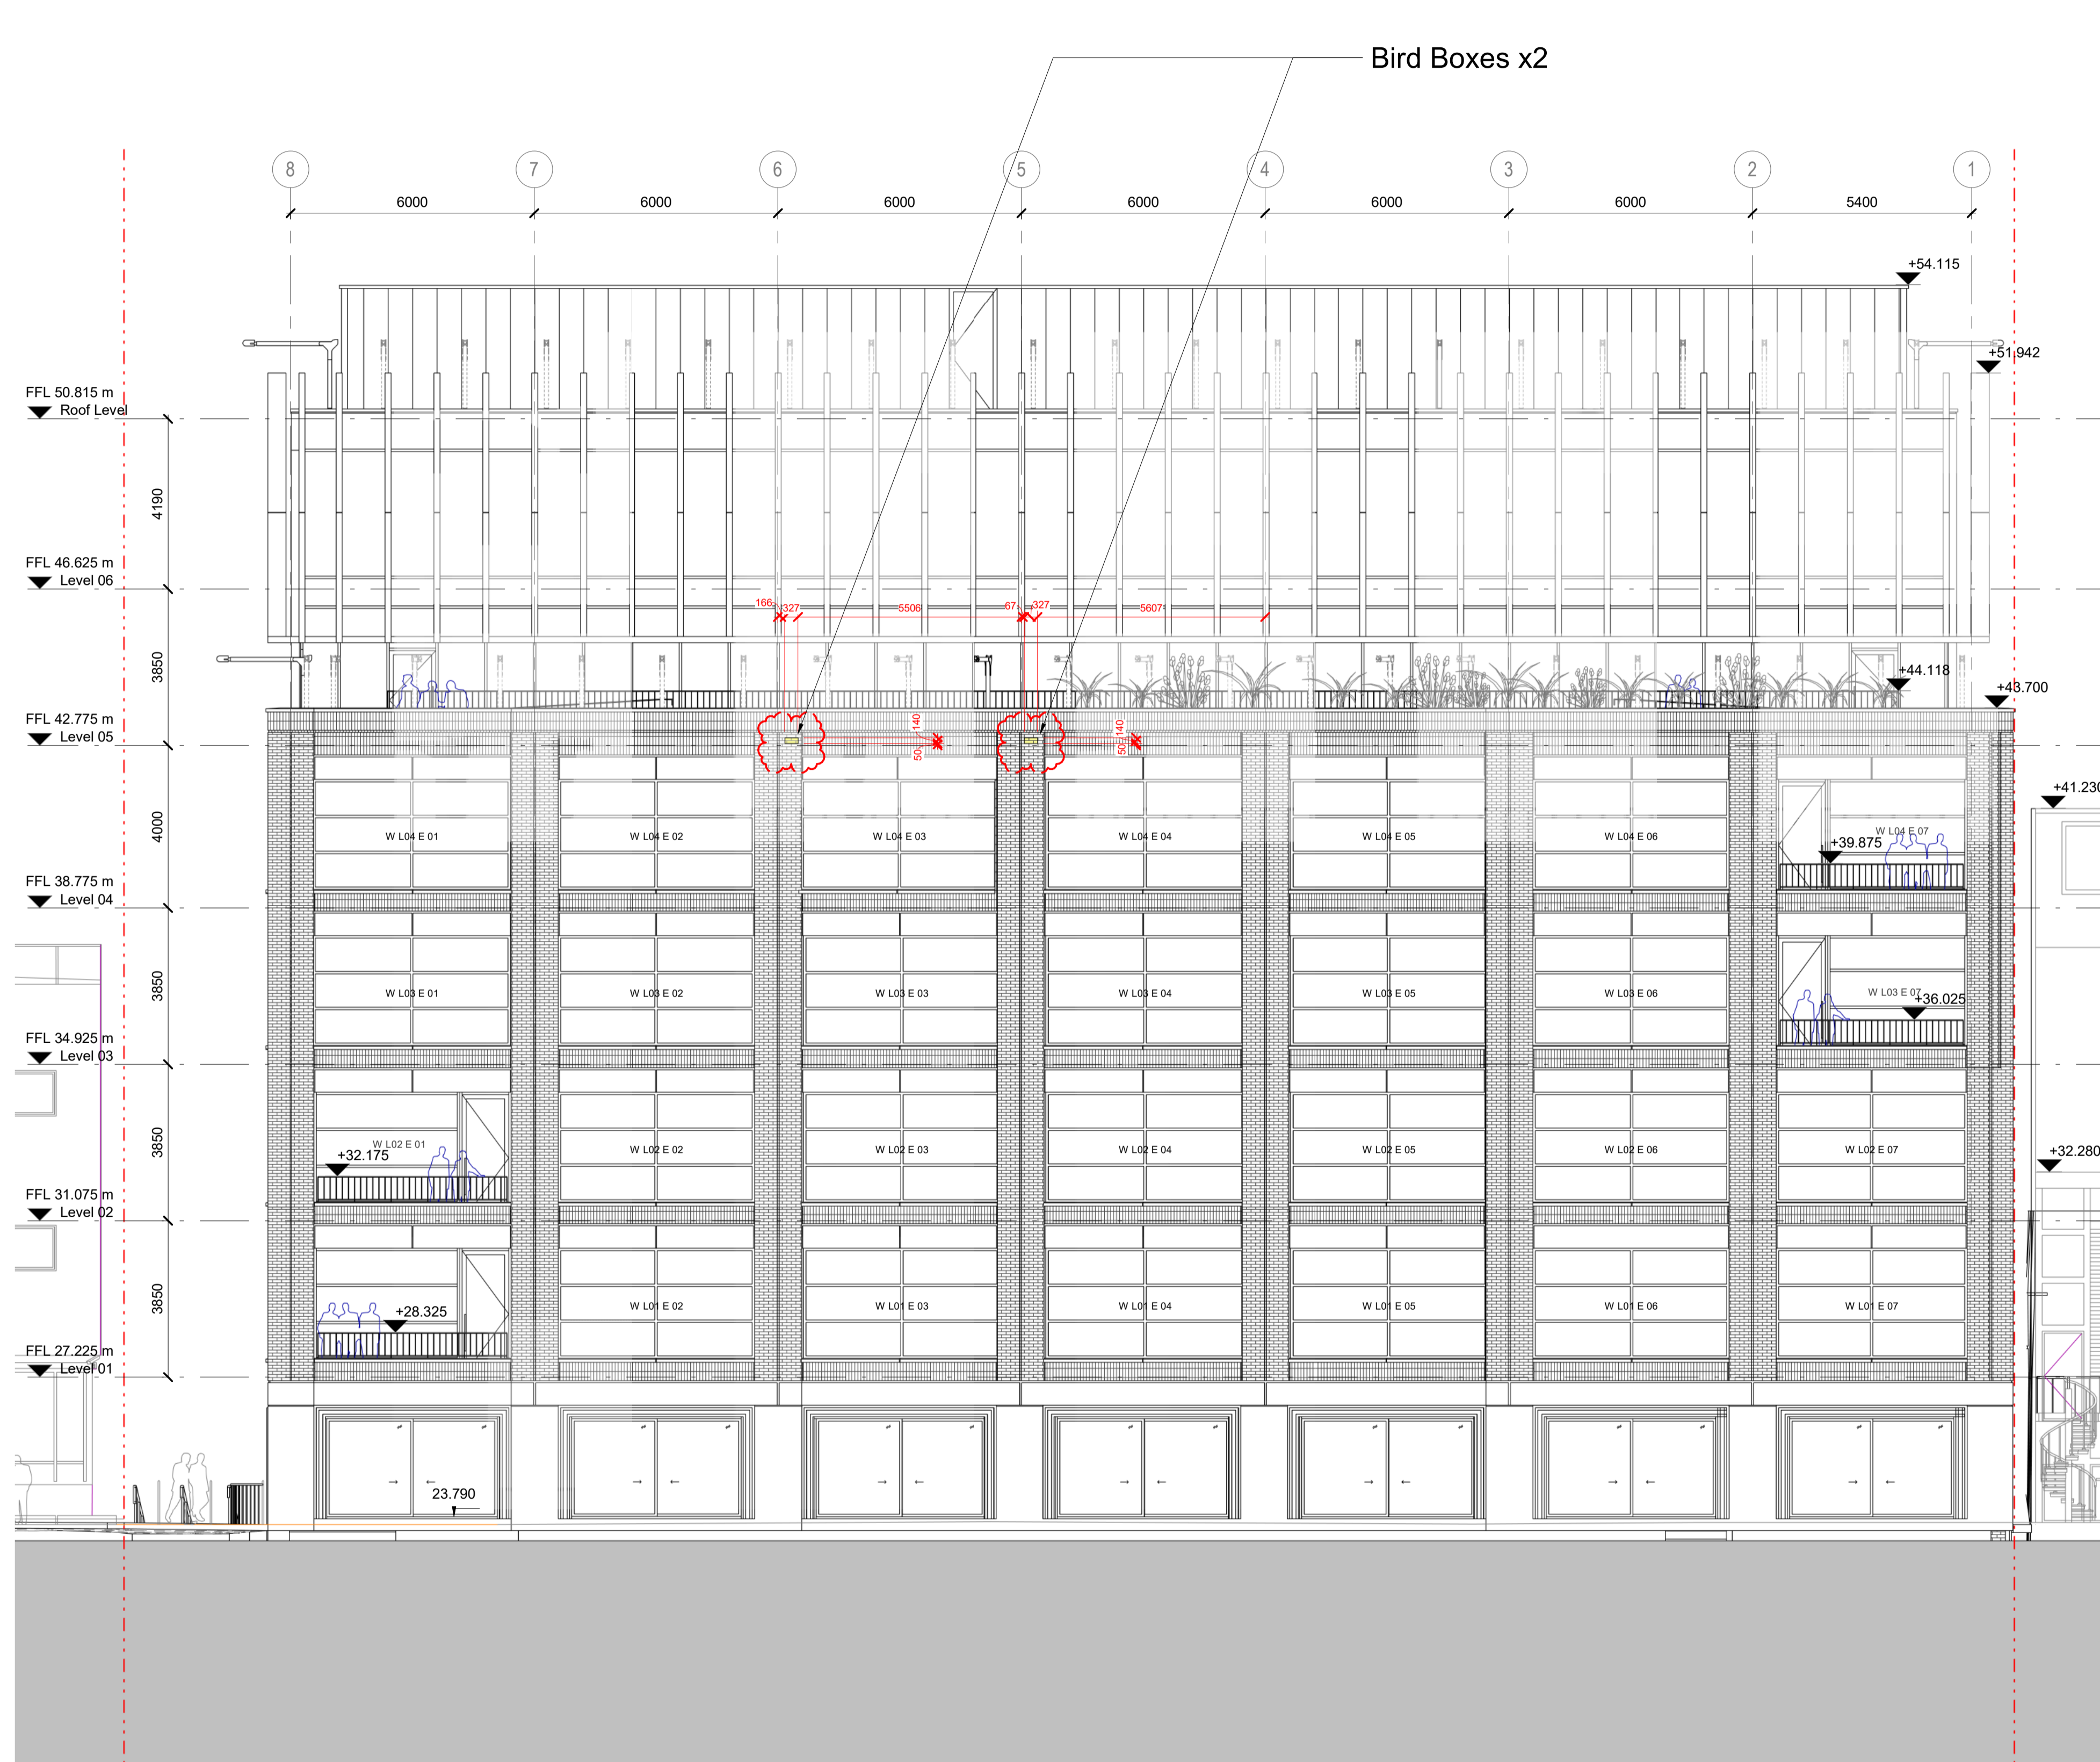 Bird Boxes x2
8 7 6 5 4 3 2 1
6000 6000 6000 6000 6000 6000 5400
+54.115
+51.942
FFL 50.815 m
Roof Level
4190
FFL 46.625 m
Level 06
166 327 5506 67 327 5607
3850
+44.118
+43.700
FFL 42.775 m
Level 05
140 50 140 50
+41.230
4000
W L04 E 01 W L04 E 02 W L04 E 03 W L04 E 04 W L04 E 05 W L04 E 06 W L04 E 07
+39.875
FFL 38.775 m
Level 04
3850
W L03 E 01 W L03 E 02 W L03 E 03 W L03 E 04 W L03 E 05 W L03 E 06 W L03 E 07
+36.025
FFL 34.925 m
Level 03
3850
W L02 E 01 W L02 E 02 W L02 E 03 W L02 E 04 W L02 E 05 W L02 E 06 W L02 E 07
+32.175
+32.280
FFL 31.075 m
Level 02
3850
W L01 E 02 W L01 E 03 W L01 E 04 W L01 E 05 W L01 E 06 W L01 E 07
+28.325
FFL 27.225 m
Level 01
23.790